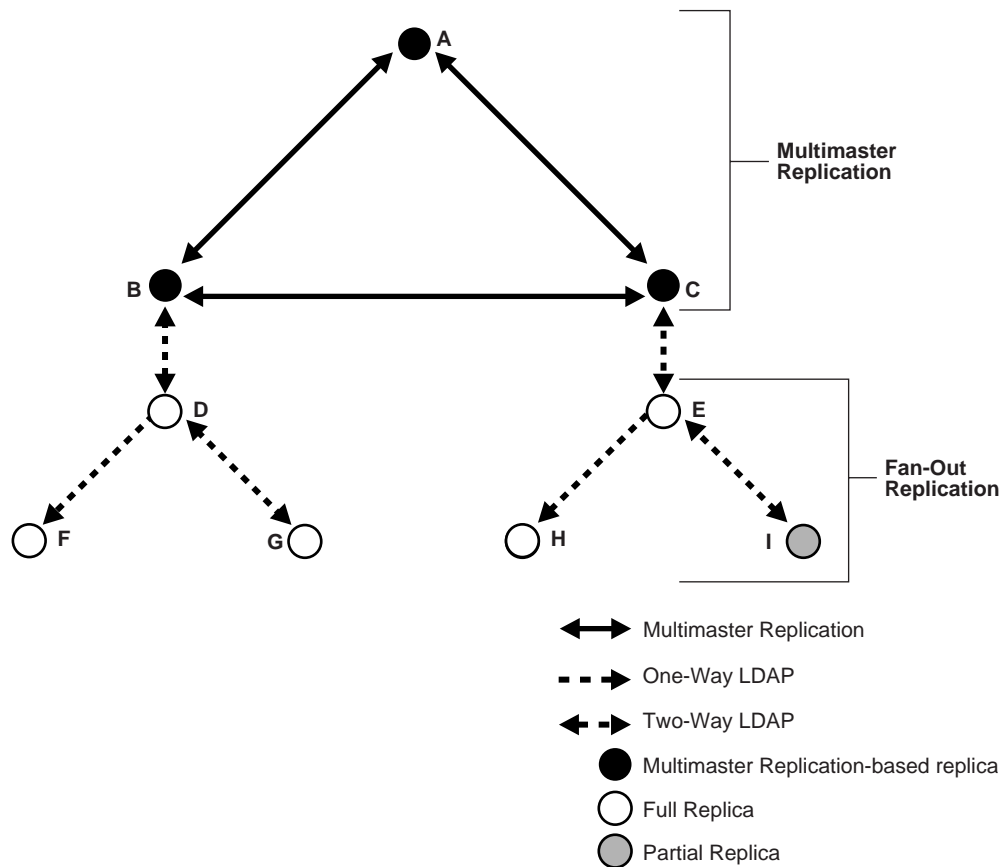 A
Multimaster
Replication
B
C
D
E
Fan-Out
Replication
F
G
H
I
Multimaster Replication
One-Way LDAP
Two-Way LDAP
Multimaster Replication-based replica
Full Replica
Partial Replica